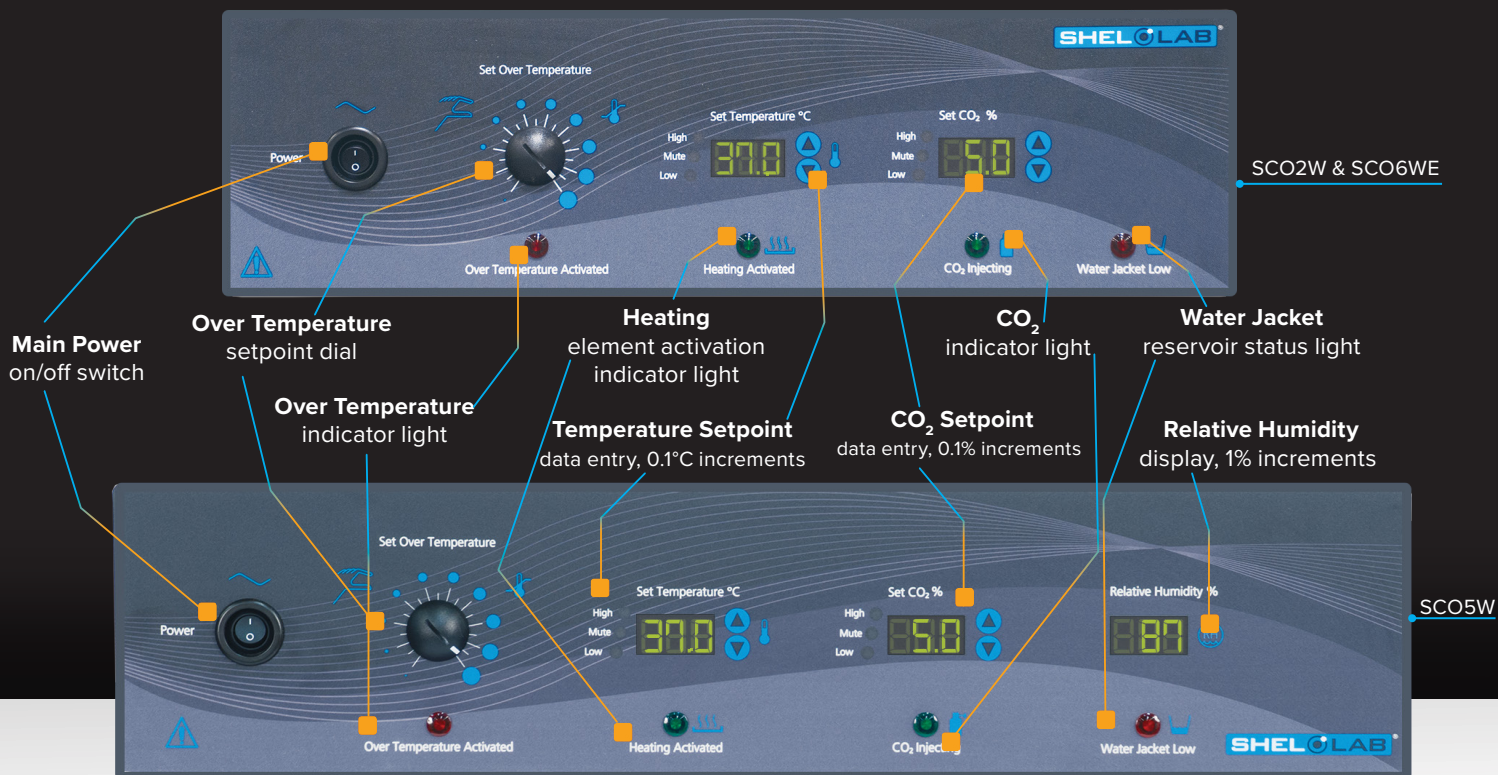 SHEL LAB®
Set Over Temperature
Set Temperature °C
Set CO₂ %
High
Mute
Low
37.0
High
Mute
Low
5.0
Power
I
O
SCO2W & SCO6WE
Over Temperature Activated
Heating Activated
CO₂ Injecting
Water Jacket Low
Main Power
on/off switch
Over Temperature
setpoint dial
Heating
element activation
indicator light
CO₂
indicator light
Water Jacket
reservoir status light
Over Temperature
indicator light
Temperature Setpoint
data entry, 0.1°C increments
CO₂ Setpoint
data entry, 0.1% increments
Relative Humidity
display, 1% increments
Set Over Temperature
Set Temperature °C
Set CO₂ %
Relative Humidity %
Power
I
O
High
Mute
Low
37.0
High
Mute
Low
5.0
87
RH
SCO5W
Over Temperature Activated
Heating Activated
CO₂ Injecting
Water Jacket Low
SHEL LAB®